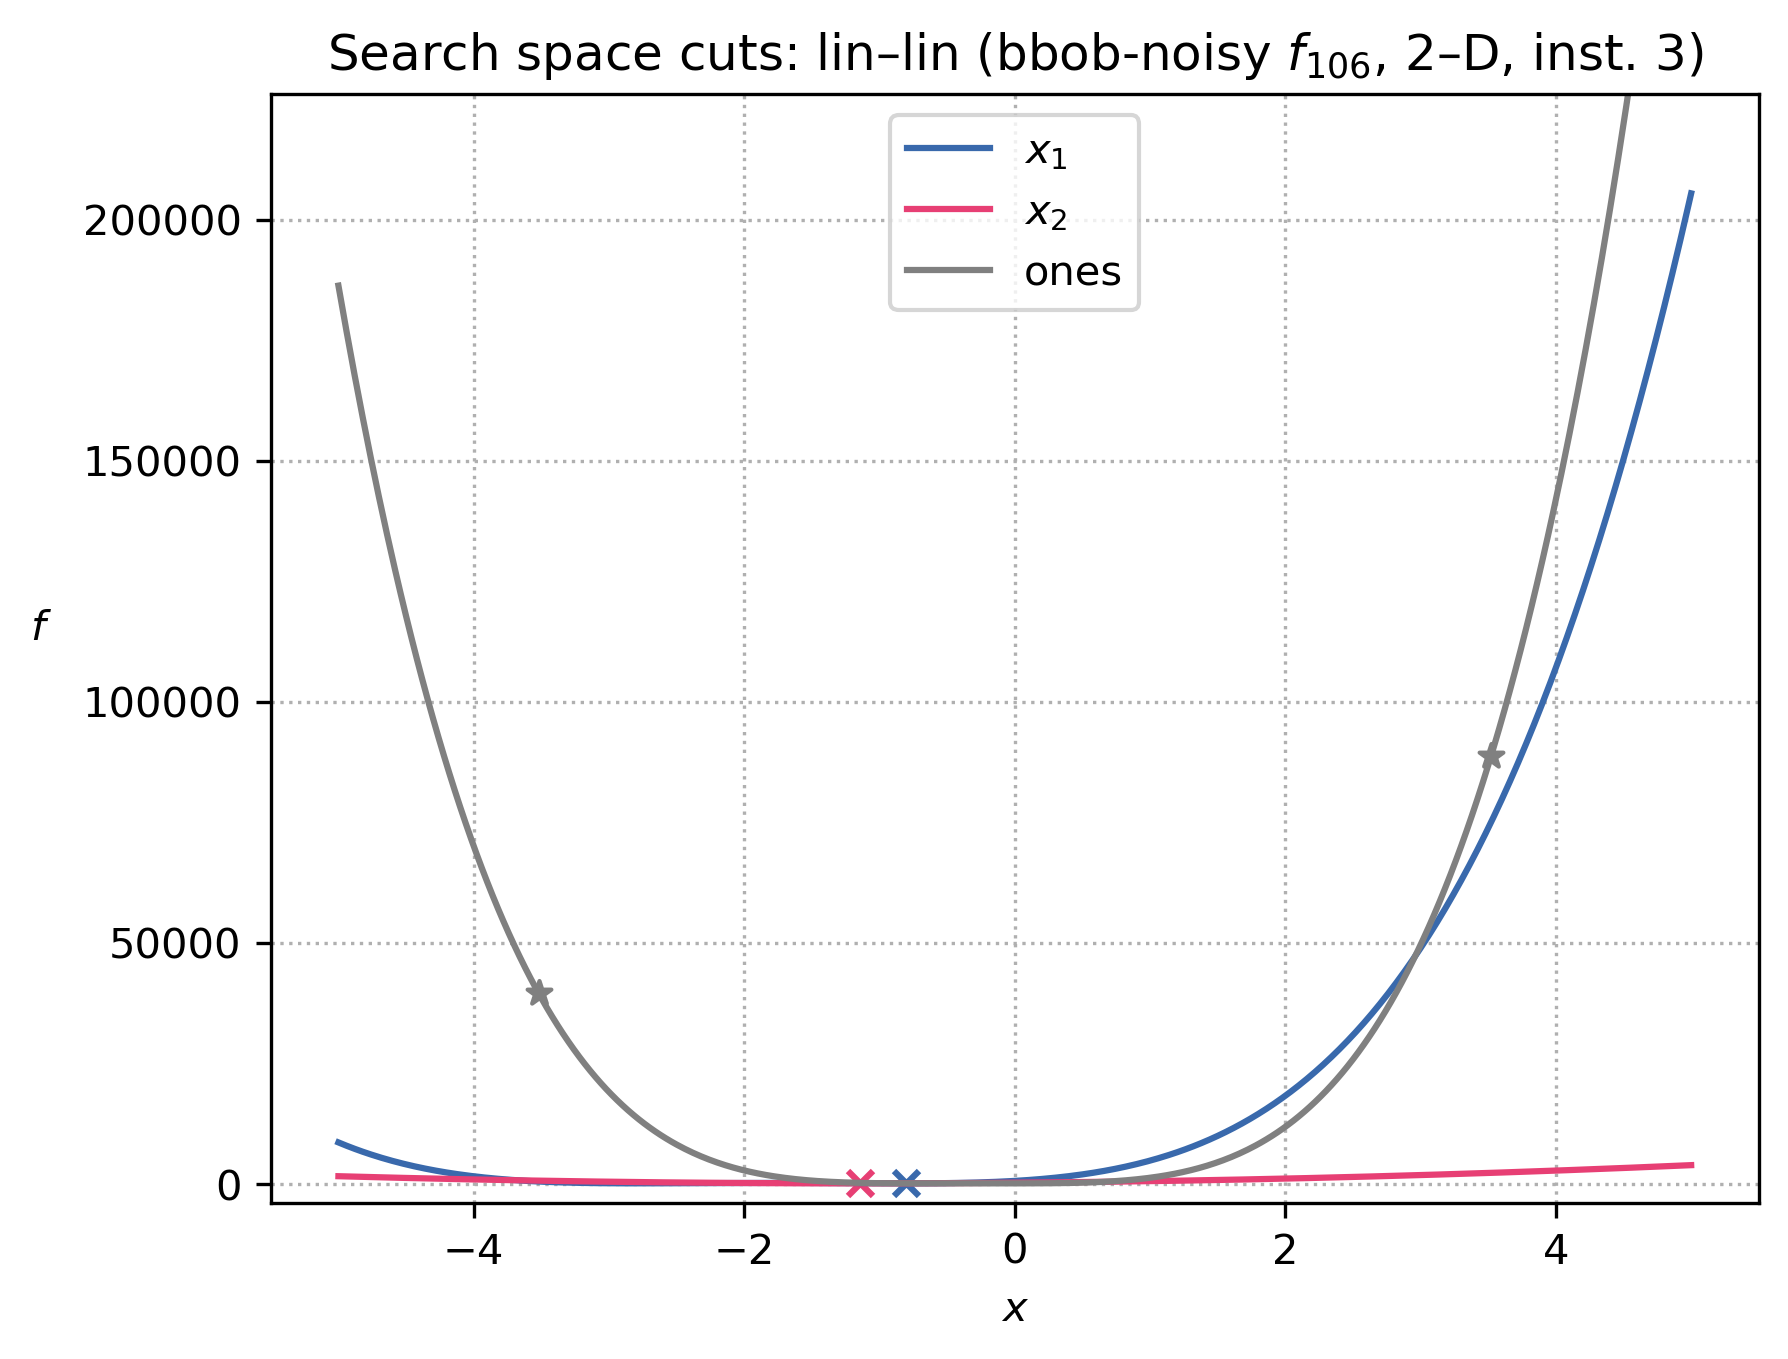 Search space cuts: lin–lin (bbob-noisy f₁₀₆, 2–D, inst. 3)
x₁
x₂
ones
200000
150000
100000
50000
0
f
−4 −2 0 2 4
x